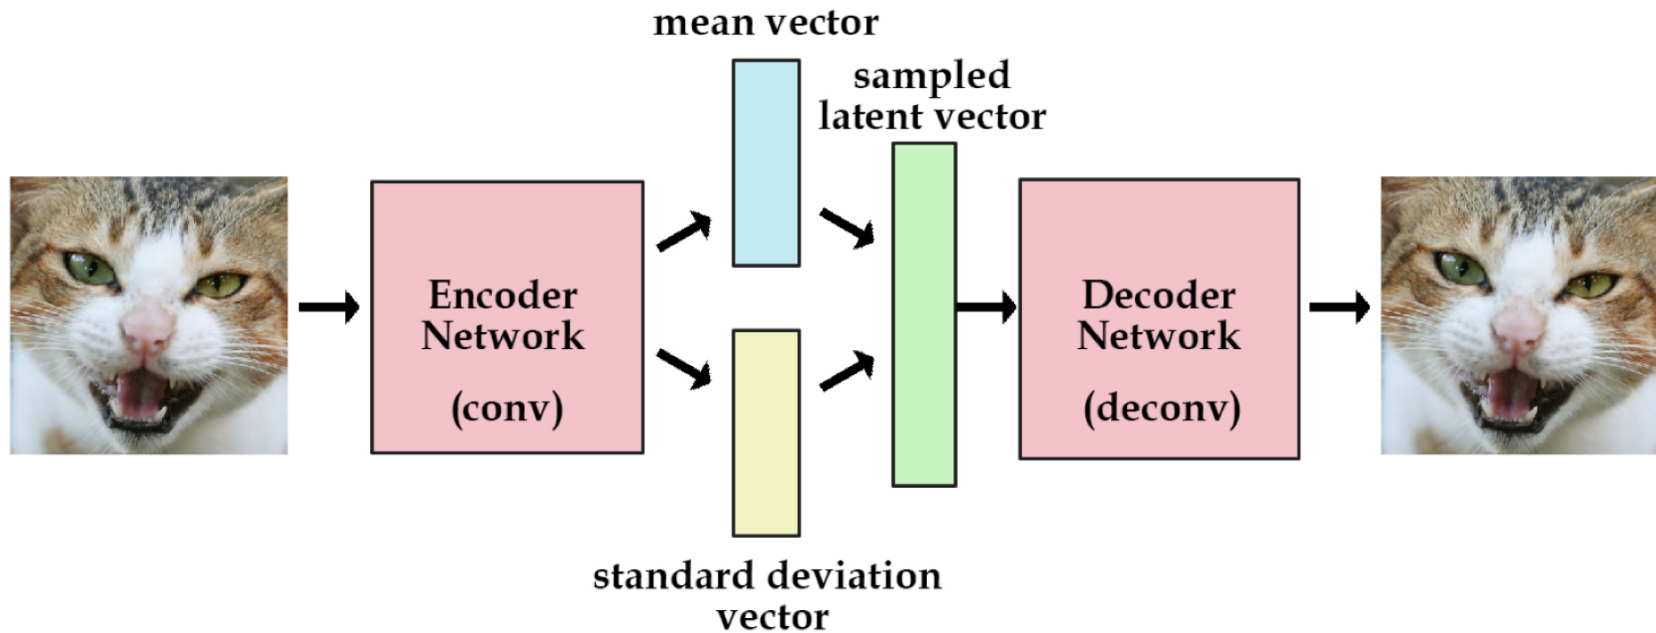 mean vector
sampled
latent vector
Encoder
Network
(conv)
Decoder
Network
(deconv)
standard deviation
vector